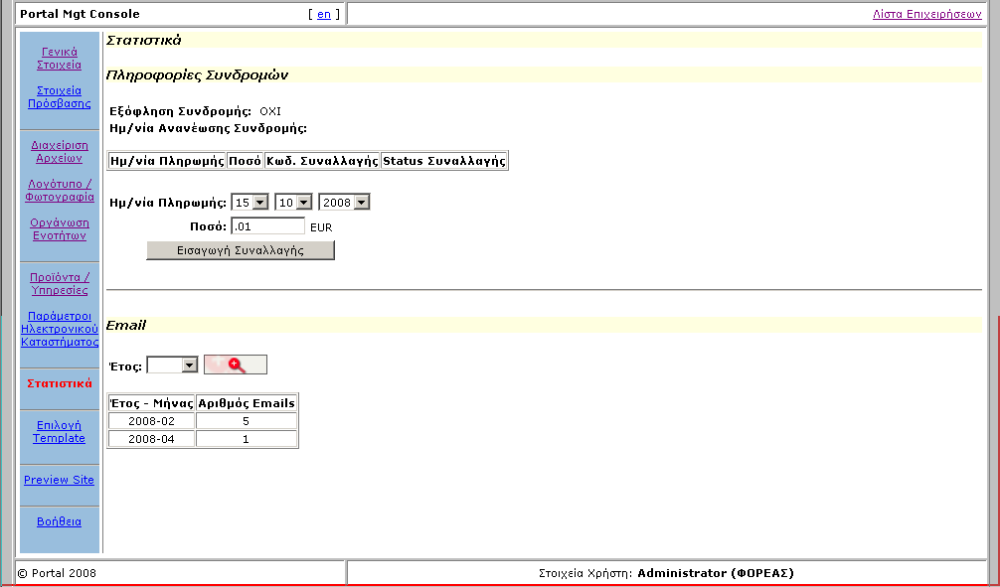 Portal Mgt Console [ en ] Λίστα Επιχειρήσεων
Γενικά
Στοιχεία
Στοιχεία
Πρόσβασης
Διαχείριση
Αρχείων
Λογότυπο /
Φωτογραφία
Οργάνωση
Ενοτήτων
Προϊόντα /
Υπηρεσίες
Παράμετροι
Ηλεκτρονικού
Καταστήματος
Στατιστικά
Επιλογή
Template
Preview Site
Βοήθεια
Στατιστικά
Πληροφορίες Συνδρομών
Εξόφληση Συνδρομής: ΟΧΙ
Ημ/νία Ανανέωσης Συνδρομής:
Ημ/νία Πληρωμής Ποσό Κωδ. Συναλλαγής Status Συναλλαγής
Ημ/νία Πληρωμής: 15 10 2008
Ποσό: .01 EUR
Εισαγωγή Συναλλαγής
Email
Έτος:
Έτος - Μήνας Αριθμός Emails
2008-02 5
2008-04 1
© Portal 2008 Στοιχεία Χρήστη: Administrator (ΦΟΡΕΑΣ)